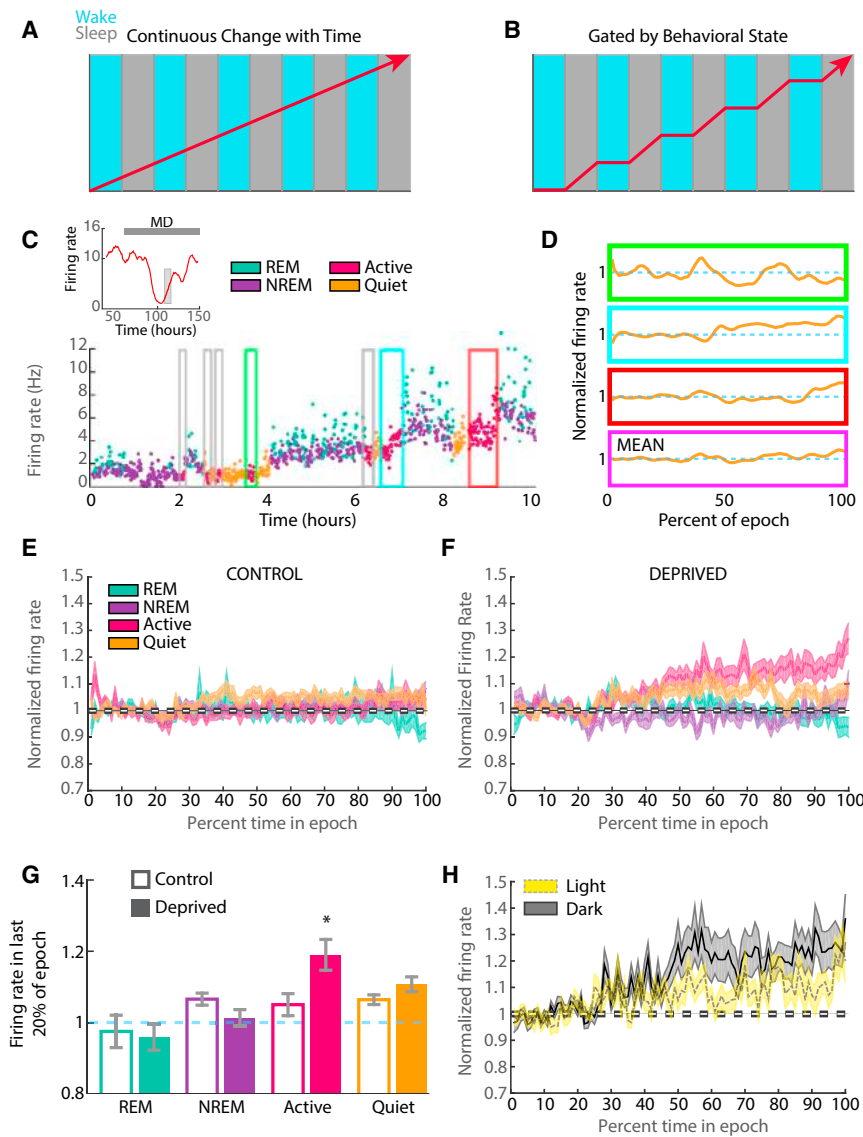 Wake
Sleep
A
Continuous Change with Time
B
Gated by Behavioral State
C
MD
Firing rate
16
10
0
50
100
150
Time (hours)
REM
NREM
Active
Quiet
Firing rate (Hz)
12
10
8
6
4
2
0
0 2 4 6 8 10
Time (hours)
D
Normalized firing rate
1
1
1
1
MEAN
0 50 100
Percent of epoch
E
CONTROL
REM
NREM
Active
Quiet
Normalized firing rate
1.5
1.4
1.3
1.2
1.1
1
0.9
0.8
0.7
0 10 20 30 40 50 60 70 80 90 100
Percent time in epoch
F
DEPRIVED
Normalized Firing Rate
1.5
1.4
1.3
1.2
1.1
1
0.9
0.8
0.7
0 10 20 30 40 50 60 70 80 90 100
Percent time in epoch
G
Control
Deprived
Firing rate in last
20% of epoch
1.4
1.2
1
0.8
*
REM NREM Active Quiet
H
Light
Dark
Normalized firing rate
1.5
1.4
1.3
1.2
1.1
1
0.9
0.8
0.7
0 10 20 30 40 50 60 70 80 90 100
Percent time in epoch